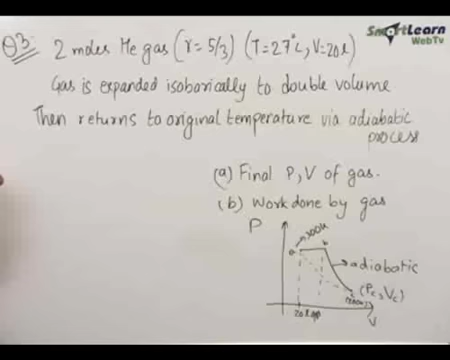 Q3. 2 moles He gas (γ = 5/3) (T = 27°C, V = 20 l)
SmartLearn
WebTv
Gas is expanded isobarically to double volume
Then returns to original temperature via adiabatic
process
(a) Final P, V of gas.
(b) Work done by gas
P
300K
a
b
adiabatic
(Pc, Vc)
c
V